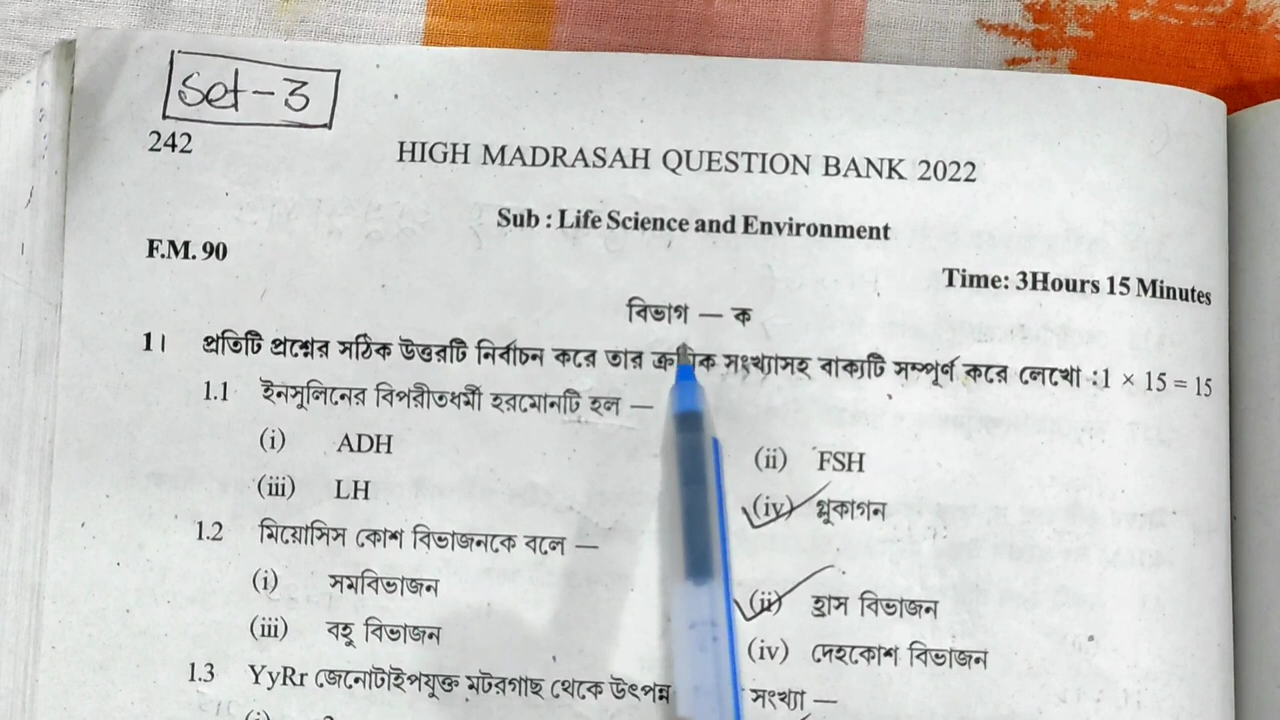 Set-3
242
HIGH MADRASAH QUESTION BANK 2022
Sub : Life Science and Environment
F.M. 90
Time: 3Hours 15 Minutes
বিভাগ — ক
1। প্রতিটি প্রশ্নের সঠিক উত্তরটি নির্বাচন করে তার সংখ্যাসহ বাক্যটি সম্পূর্ণ করে লেখো :1 × 15 = 15
1.1 ইনসুলিনের বিপরীতধর্মী হরমোনটি হল —
(i) ADH (ii) FSH
(iii) LH (iv) গ্লুকাগন
1.2 মিয়োসিস কোশ বিভাজনকে বলে —
(i) সমবিভাজন (ii) হ্রাস বিভাজন
(iii) বহু বিভাজন (iv) দেহকোশ বিভাজন
1.3 YyRr জেনোটাইপযুক্ত মটরগাছ থেকে উৎপন্ন সংখ্যা —